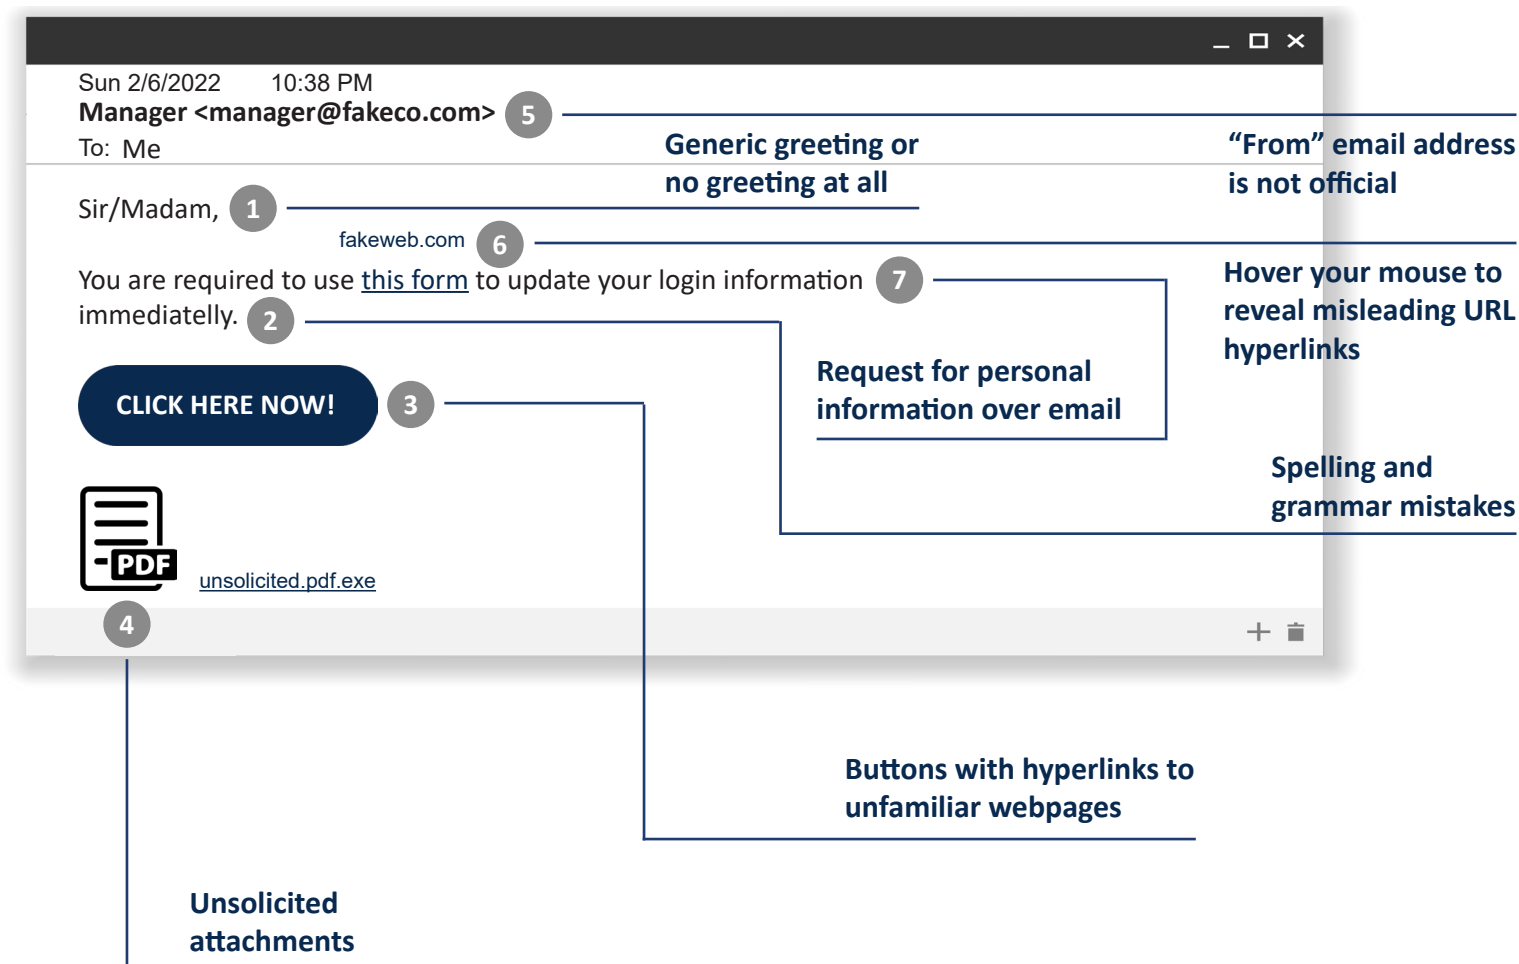 Sun 2/6/2022 10:38 PM
Manager <manager@fakeco.com> 5
To: Me
Generic greeting or
no greeting at all
“From” email address
is not official
Sir/Madam, 1
fakeweb.com 6
You are required to use this form to update your login information 7
immediatelly. 2
Hover your mouse to
reveal misleading URL
hyperlinks
Request for personal
information over email
CLICK HERE NOW! 3
Spelling and
grammar mistakes
PDF
unsolicited.pdf.exe
4
Buttons with hyperlinks to
unfamiliar webpages
Unsolicited
attachments